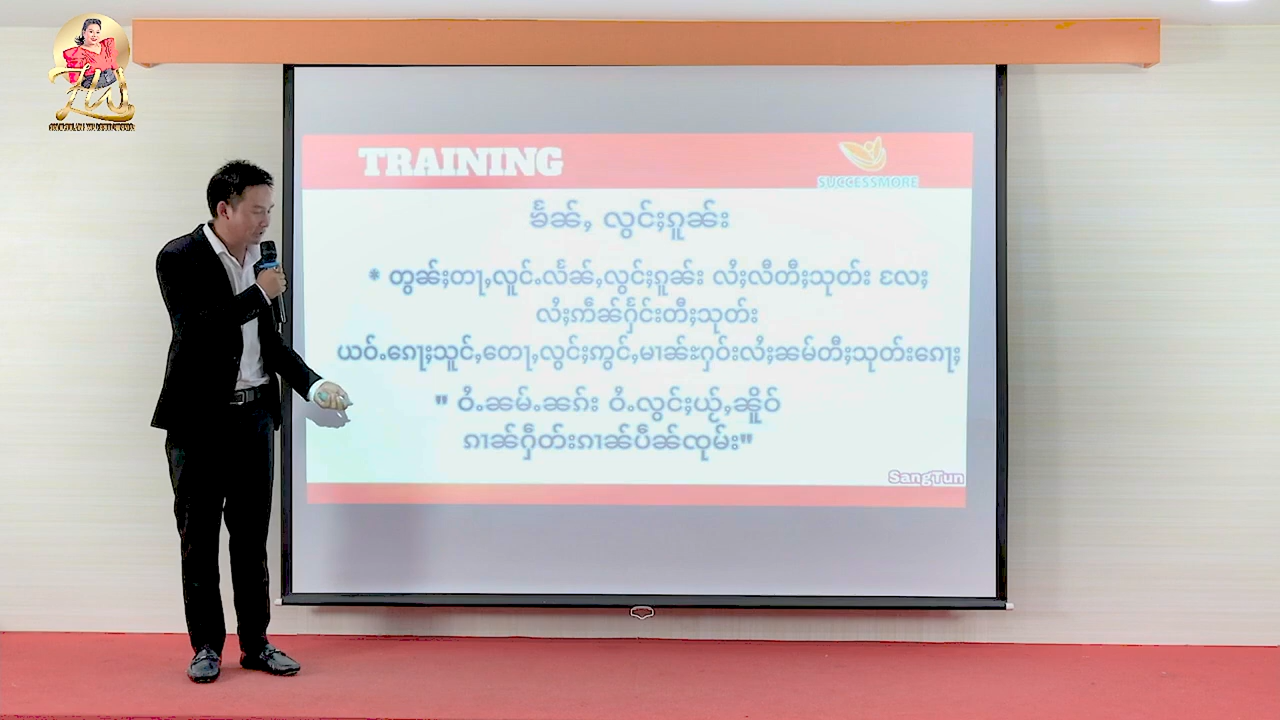 TRAINING
SUCCESSMORE
ၶႅၼ်ႇ လွင်ႈၵူၼ်း
* တွၼ်ႈတႃႇလူင်ႉလႅၼ်ႇလွင်ႈၵူၼ်း လႆႈလီတီႈသုတ်း လႄႈ
လႆႈဢီၼ်ႁႅင်းတီႈသုတ်း
ယဝ်ႉၵေႃႈသူင်ႇတေႃႇလွင်ႈဢွင်ႇမၢၼ်ႊႁဝ်းလႆႈၼမ်တီႈသုတ်းၵေႃႈ
" ဝႆႉၼမ်ႉၼၵ်း ဝႆႉလွင်ႈယႂ်ႇၼိူဝ်
ၵၢၼ်ႁဵတ်းၵၢၼ်ပဵၼ်ၸုမ်း"
SangTun